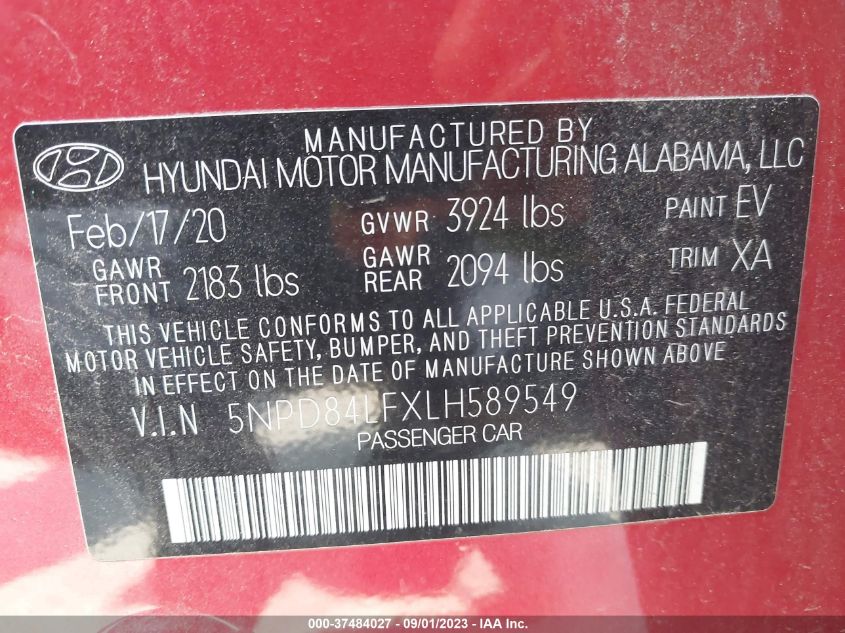 MANUFACTURED BY
HYUNDAI MOTOR MANUFACTURING ALABAMA, LLC
Feb/17/20 GVWR 3924 lbs PAINT EV
GAWR FRONT 2183 lbs GAWR REAR 2094 lbs TRIM XA
THIS VEHICLE CONFORMS TO ALL APPLICABLE U.S.A. FEDERAL
MOTOR VEHICLE SAFETY, BUMPER, AND THEFT PREVENTION STANDARDS
IN EFFECT ON THE DATE OF MANUFACTURE SHOWN ABOVE
V.I.N 5NPD84LFXLH589549
PASSENGER CAR
000-37484027 - 09/01/2023 - IAA Inc.